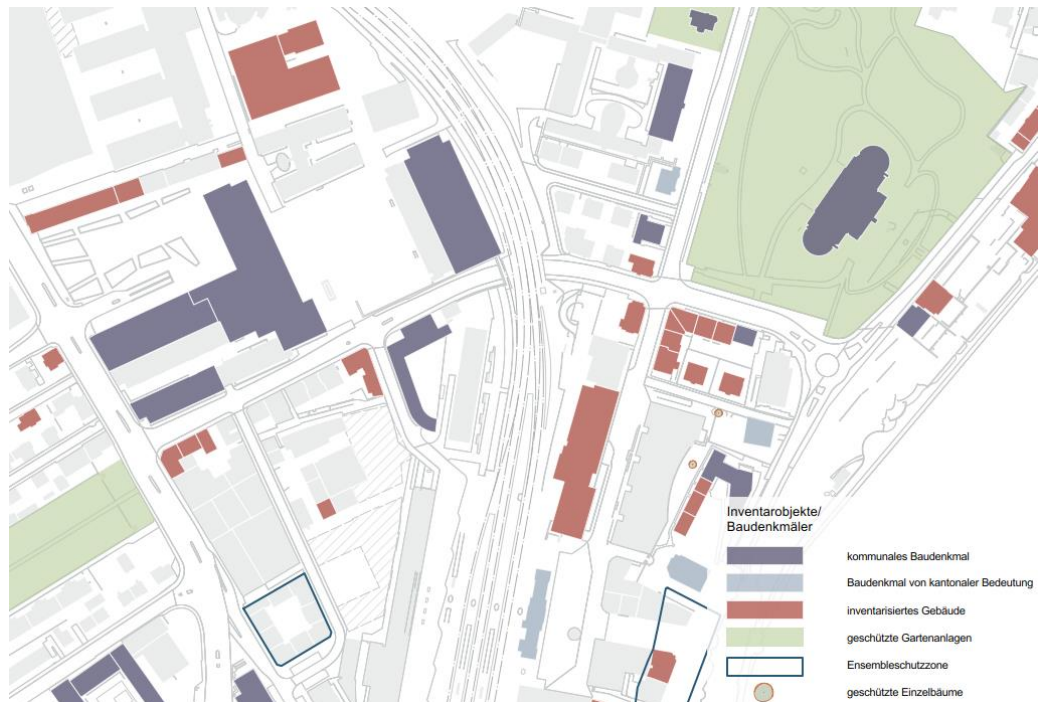 Inventarobjekte/
Baudenkmäler
kommunales Baudenkmal
Baudenkmal von kantonaler Bedeutung
inventarisiertes Gebäude
geschützte Gartenanlagen
Ensembleschutzzone
geschützte Einzelbäume